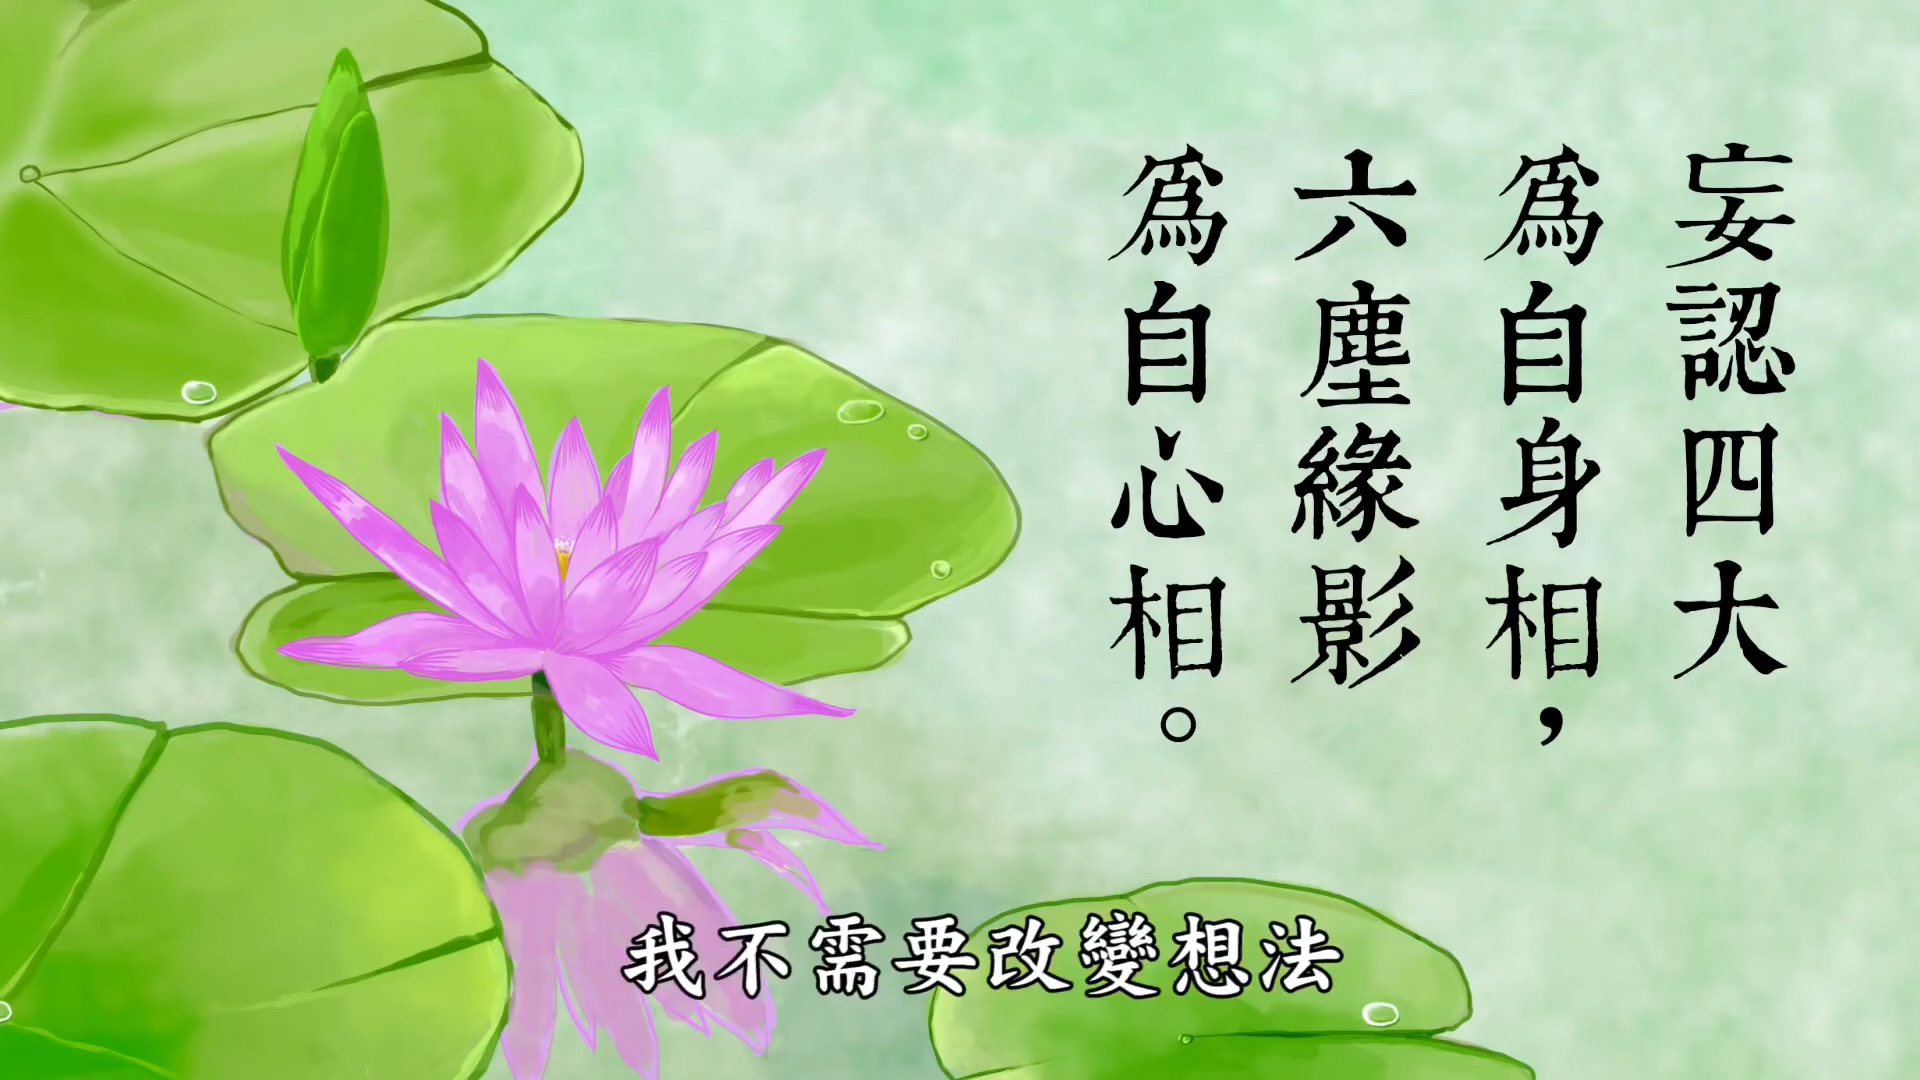 妄認四大
爲自身相，
六塵緣影
爲自心相。
我不需要改變想法